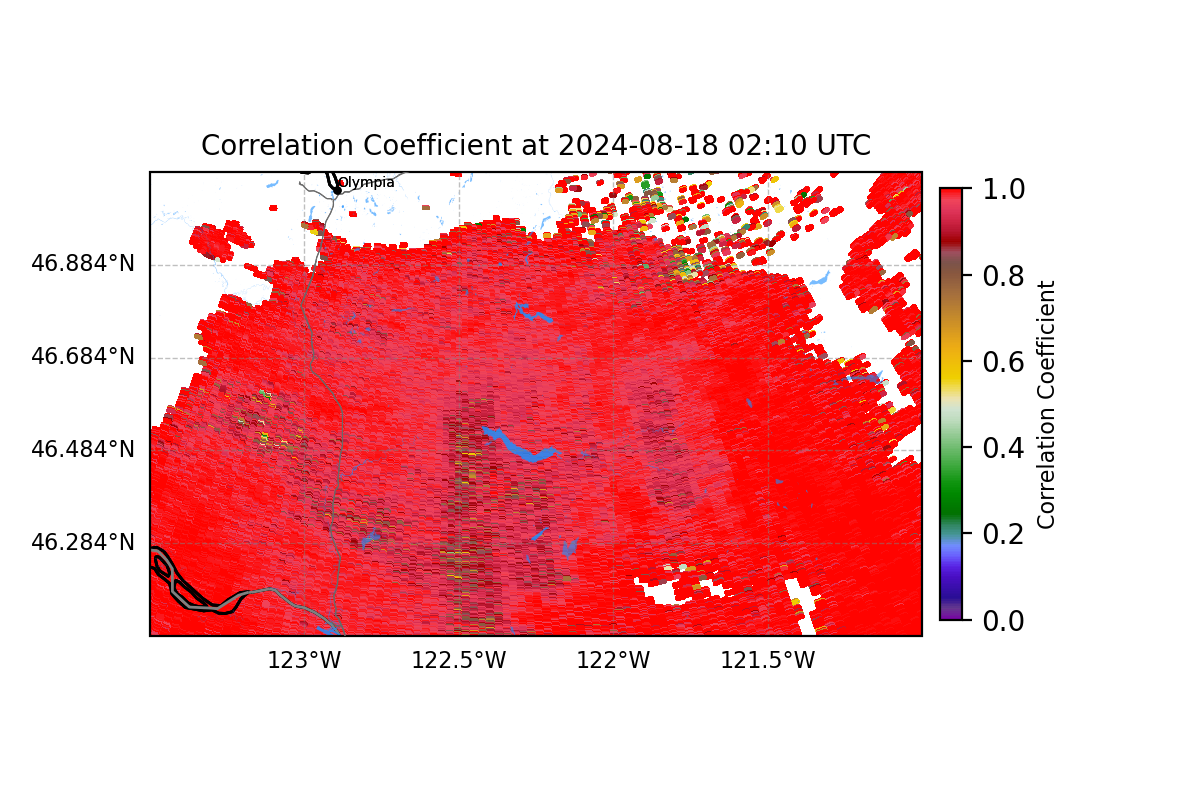 Correlation Coefficient at 2024-08-18 02:10 UTC
Olympia
46.884°N
46.684°N
46.484°N
46.284°N
123°W
122.5°W
122°W
121.5°W
1.0
0.8
0.6
0.4
0.2
0.0
Correlation Coefficient